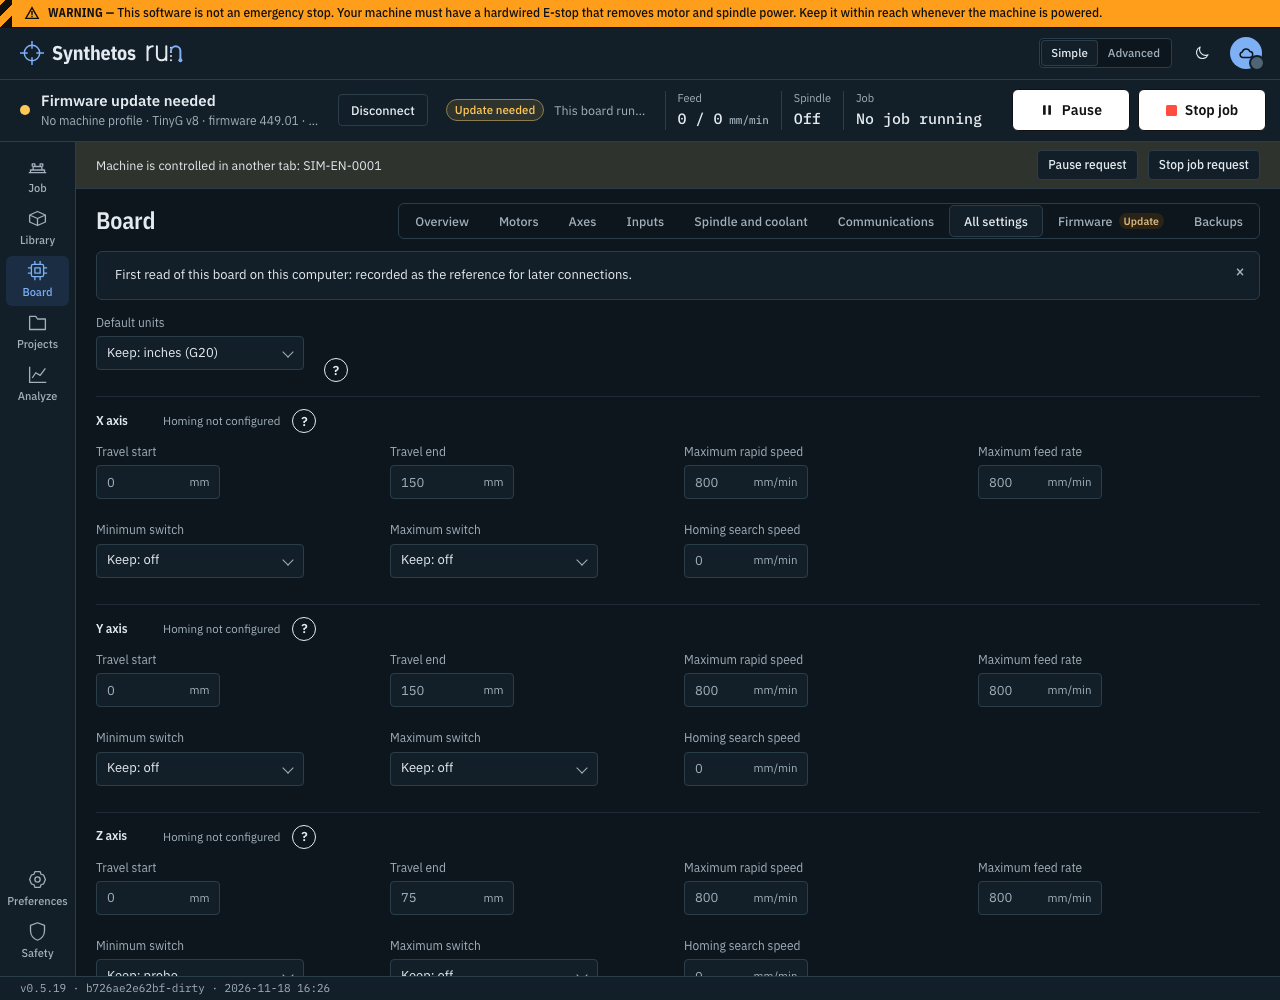 WARNING — This software is not an emergency stop. Your machine must have a hardwired E-stop that removes motor and spindle power. Keep it within reach whenever the machine is powered.
Synthetos run
Simple
Advanced
Firmware update needed
No machine profile · TinyG v8 · firmware 449.01 · ...
Disconnect
Update needed
This board run...
Feed
0 / 0 mm/min
Spindle
Off
Job
No job running
Pause
Stop job
Machine is controlled in another tab: SIM-EN-0001
Pause request
Stop job request
Job
Library
Board
Projects
Analyze
Preferences
Safety
Board
Overview
Motors
Axes
Inputs
Spindle and coolant
Communications
All settings
Firmware Update
Backups
First read of this board on this computer: recorded as the reference for later connections.
×
Default units
Keep: inches (G20)
?
X axis
Homing not configured
?
Travel start
Travel end
Maximum rapid speed
Maximum feed rate
0 mm
150 mm
800 mm/min
800 mm/min
Minimum switch
Maximum switch
Homing search speed
Keep: off
Keep: off
0 mm/min
Y axis
Homing not configured
?
Travel start
Travel end
Maximum rapid speed
Maximum feed rate
0 mm
150 mm
800 mm/min
800 mm/min
Minimum switch
Maximum switch
Homing search speed
Keep: off
Keep: off
0 mm/min
Z axis
Homing not configured
?
Travel start
Travel end
Maximum rapid speed
Maximum feed rate
0 mm
75 mm
800 mm/min
800 mm/min
Minimum switch
Maximum switch
Homing search speed
Keep: probe
Keep: off
0 mm/min
v0.5.19 · b726ae2e62bf-dirty · 2026-11-18 16:26